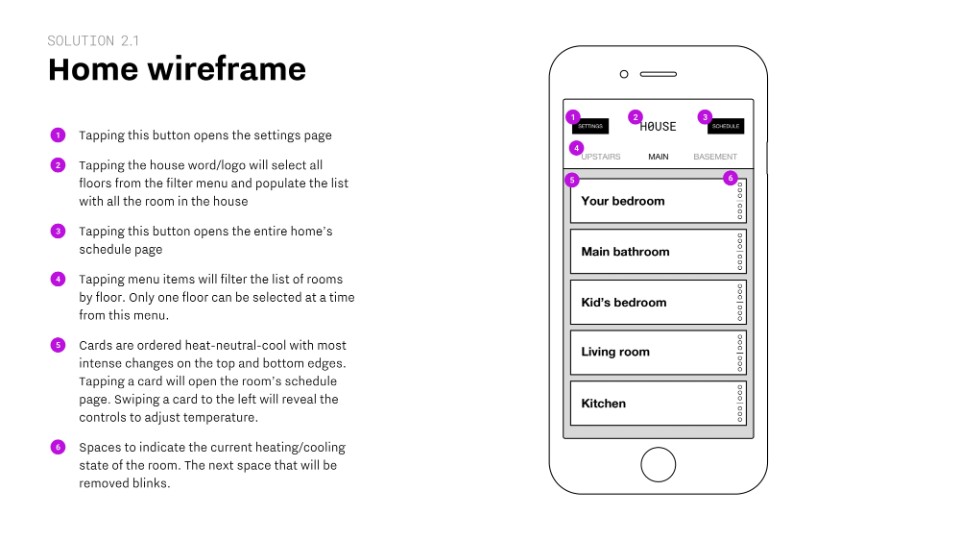 SOLUTION 2.1
Home wireframe
1 Tapping this button opens the settings page
2 Tapping the house word/logo will select all
floors from the filter menu and populate the list
with all the room in the house
3 Tapping this button opens the entire home's
schedule page
4 Tapping menu items will filter the list of rooms
by floor. Only one floor can be selected at a time
from this menu.
5 Cards are ordered heat-neutral-cool with most
intense changes on the top and bottom edges.
Tapping a card will open the room's schedule
page. Swiping a card to the left will reveal the
controls to adjust temperature.
6 Spaces to indicate the current heating/cooling
state of the room. The next space that will be
removed blinks.
1 2 3
SETTINGS HØUSE SCHEDULE
4
UPSTAIRS MAIN BASEMENT
5 6
Your bedroom
Main bathroom
Kid's bedroom
Living room
Kitchen